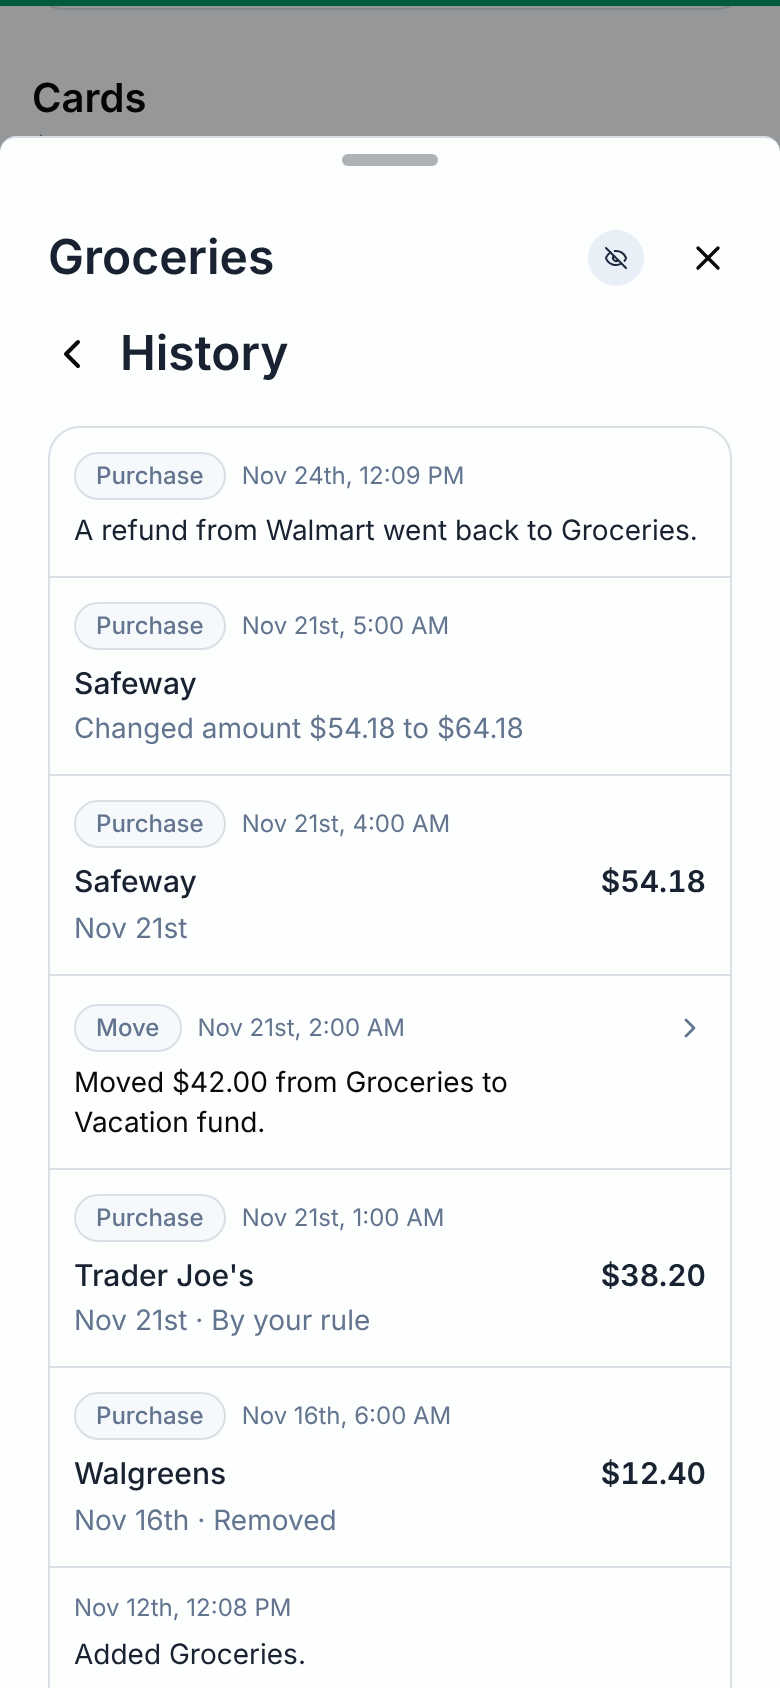 Cards
Groceries
History
Purchase Nov 24th, 12:09 PM
A refund from Walmart went back to Groceries.
Purchase Nov 21st, 5:00 AM
Safeway
Changed amount $54.18 to $64.18
Purchase Nov 21st, 4:00 AM
Safeway $54.18
Nov 21st
Move Nov 21st, 2:00 AM
Moved $42.00 from Groceries to
Vacation fund.
Purchase Nov 21st, 1:00 AM
Trader Joe's $38.20
Nov 21st · By your rule
Purchase Nov 16th, 6:00 AM
Walgreens $12.40
Nov 16th · Removed
Nov 12th, 12:08 PM
Added Groceries.